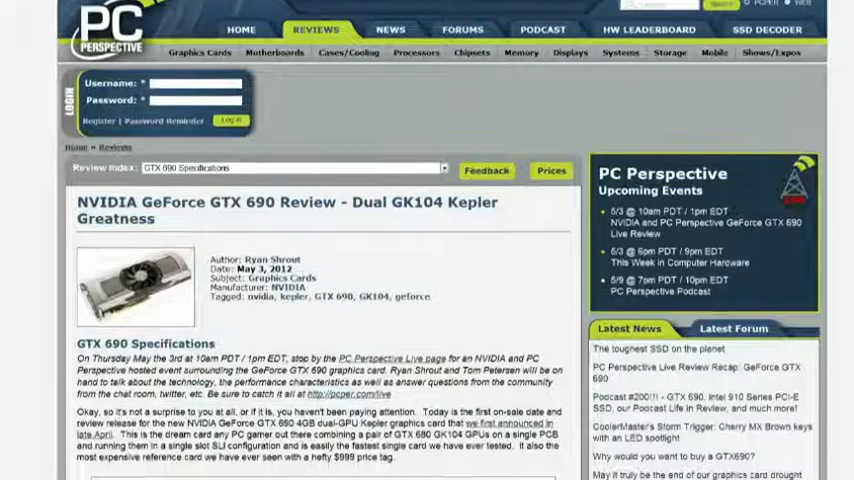 PCPER
WEB
PC
PERSPECTIVE
HOME
REVIEWS
NEWS
FORUMS
PODCAST
HW LEADERBOARD
SSD DECODER
Graphics Cards
Motherboards
Cases/Cooling
Processors
Chipsets
Memory
Displays
Systems
Storage
Mobile
Shows/Expos
LOGIN
Username: *
Password: *
Register | Password Reminder
Log in
Home » Reviews
Review Index:
GTX 690 Specifications
Feedback
Prices
NVIDIA GeForce GTX 690 Review - Dual GK104 Kepler
Greatness
Author: Ryan Shrout
Date: May 3, 2012
Subject: Graphics Cards
Manufacturer: NVIDIA
Tagged: nvidia, kepler, GTX 690, GK104, geforce
GTX 690 Specifications
On Thursday May the 3rd at 10am PDT / 1pm EDT, stop by the PC Perspective Live page for an NVIDIA and PC
Perspective hosted event surrounding the GeForce GTX 690 graphics card. Ryan Shrout and Tom Petersen will be on
hand to talk about the technology, the performance characteristics as well as answer questions from the community
from the chat room, twitter, etc. Be sure to catch it all at http://pcper.com/live
Okay, so it's not a surprise to you at all, or if it is, you haven't been paying attention. Today is the first on-sale date and
review release for the new NVIDIA GeForce GTX 690 4GB dual-GPU Kepler graphics card that we first announced in
late April. This is the dream card any PC gamer out there combining a pair of GTX 680 GK104 GPUs on a single PCB
and running them in a single slot SLI configuration and is easily the fastest single card we have ever tested. It also the
most expensive reference card we have ever seen with a hefty $999 price tag.
PC Perspective
Upcoming Events
LIVE
5/3 @ 10am PDT / 1pm EDT
NVIDIA and PC Perspective GeForce GTX 690
Live Review
5/3 @ 6pm PDT / 9pm EDT
This Week in Computer Hardware
5/9 @ 7pm PDT / 10pm EDT
PC Perspective Podcast
Latest News
Latest Forum
The toughest SSD on the planet
PC Perspective Live Review Recap: GeForce GTX
690
Podcast #200!!! - GTX 690, Intel 910 Series PCI-E
SSD, our Podcast Life in Review, and much more!
CoolerMaster's Storm Trigger: Cherry MX Brown keys
with an LED spotlight
Why would you want to buy a GTX690?
May it truly be the end of our graphics card drought